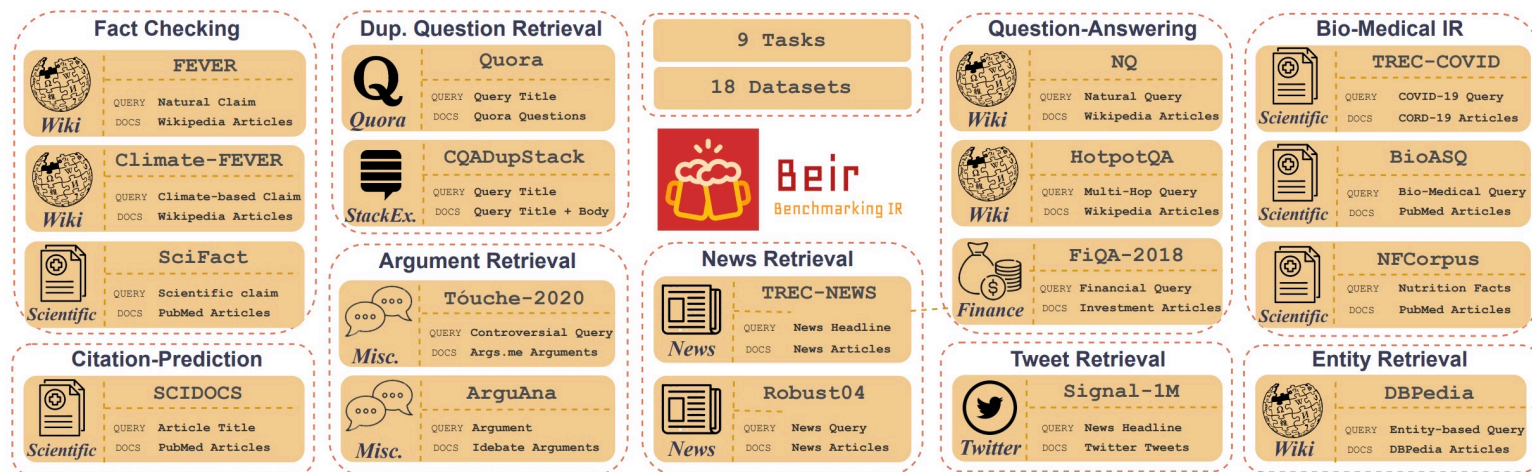 Fact Checking
FEVER
QUERY Natural Claim
DOCS Wikipedia Articles
Wiki
Climate-FEVER
QUERY Climate-based Claim
DOCS Wikipedia Articles
Wiki
SciFact
QUERY Scientific claim
DOCS PubMed Articles
Scientific
Citation-Prediction
SCIDOCS
QUERY Article Title
DOCS PubMed Articles
Scientific
Dup. Question Retrieval
Quora
QUERY Query Title
DOCS Quora Questions
Q
Quora
CQADupStack
QUERY Query Title
DOCS Query Title + Body
StackEx.
Argument Retrieval
Tóuche-2020
QUERY Controversial Query
DOCS Args.me Arguments
Misc.
ArguAna
QUERY Argument
DOCS Idebate Arguments
Misc.
9 Tasks
18 Datasets
Beir
Benchmarking IR
News Retrieval
TREC-NEWS
QUERY News Headline
DOCS News Articles
News
Robust04
QUERY News Query
DOCS News Articles
News
Question-Answering
NQ
QUERY Natural Query
DOCS Wikipedia Articles
Wiki
HotpotQA
QUERY Multi-Hop Query
DOCS Wikipedia Articles
Wiki
FiQA-2018
QUERY Financial Query
DOCS Investment Articles
Finance
Tweet Retrieval
Signal-1M
QUERY News Headline
DOCS Twitter Tweets
Twitter
Bio-Medical IR
TREC-COVID
QUERY COVID-19 Query
DOCS CORD-19 Articles
Scientific
BioASQ
QUERY Bio-Medical Query
DOCS PubMed Articles
Scientific
NFCorpus
QUERY Nutrition Facts
DOCS PubMed Articles
Scientific
Entity Retrieval
DBPedia
QUERY Entity-based Query
DOCS DBPedia Articles
Wiki